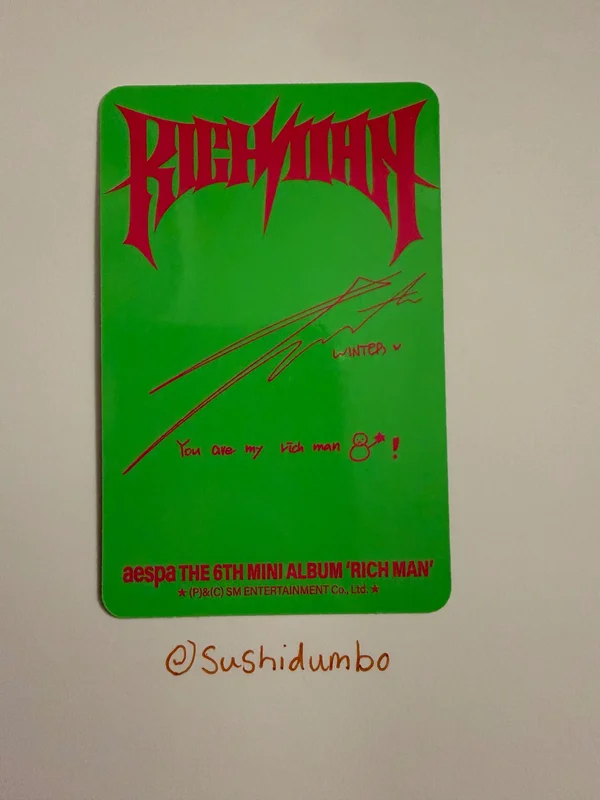 RICH MAN
WINTER
You are my rich man !
aespa THE 6TH MINI ALBUM 'RICH MAN'
★ (P)&(C) SM ENTERTAINMENT Co., Ltd. ★
@Sushidumbo